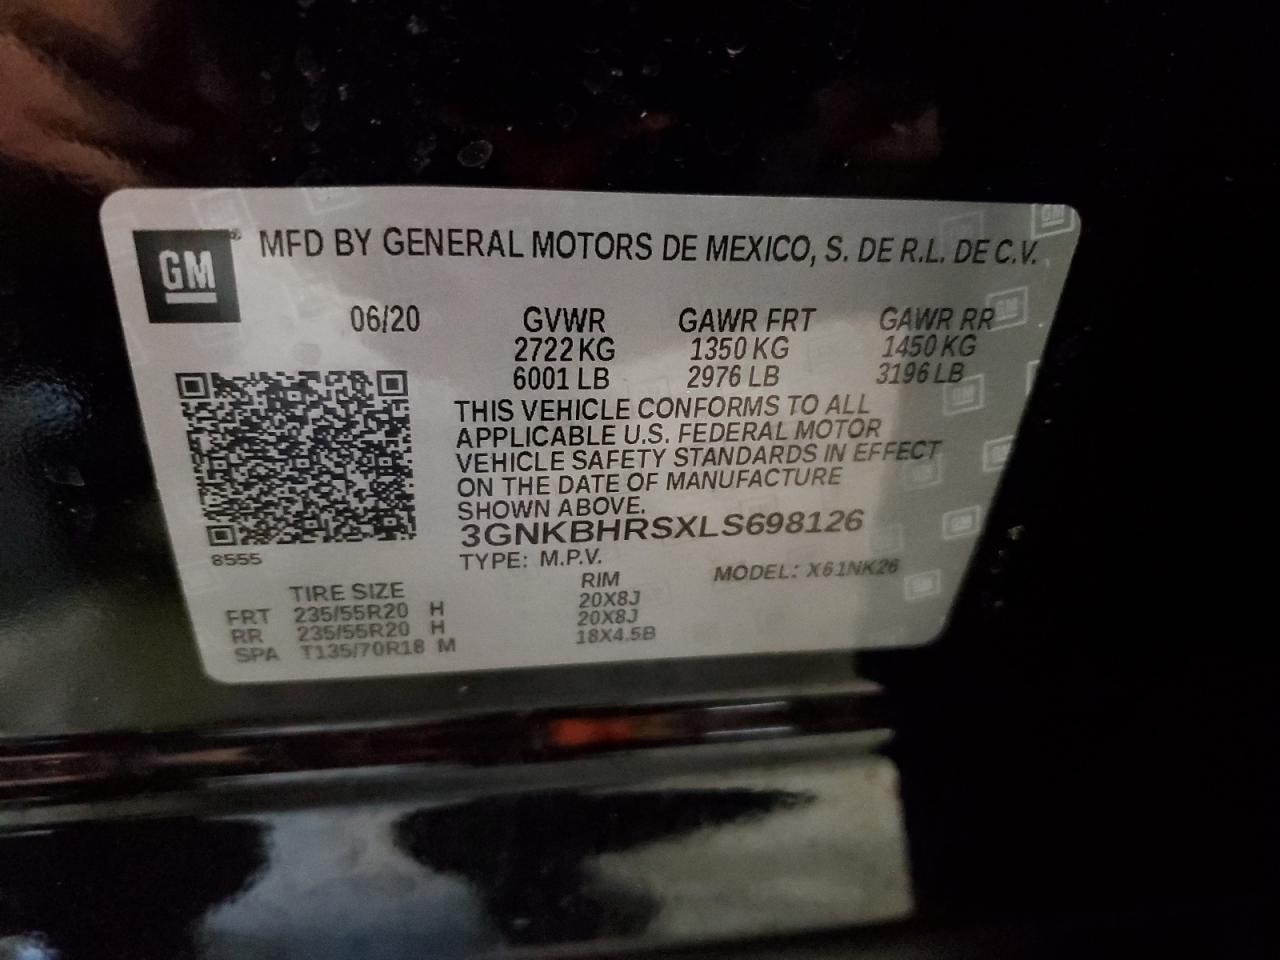 GM
MFD BY GENERAL MOTORS DE MEXICO, S. DE R.L. DE C.V.
06/20 GVWR GAWR FRT GAWR RR
2722 KG 1350 KG 1450 KG
6001 LB 2976 LB 3196 LB
THIS VEHICLE CONFORMS TO ALL
APPLICABLE U.S. FEDERAL MOTOR
VEHICLE SAFETY STANDARDS IN EFFECT
ON THE DATE OF MANUFACTURE
SHOWN ABOVE.
3GNKBHRSXLS698126
8555
TYPE: M.P.V. MODEL: X61NK26
TIRE SIZE RIM
FRT 235/55R20 H 20X8J
RR 235/55R20 H 20X8J
SPA T135/70R18 M 18X4.5B